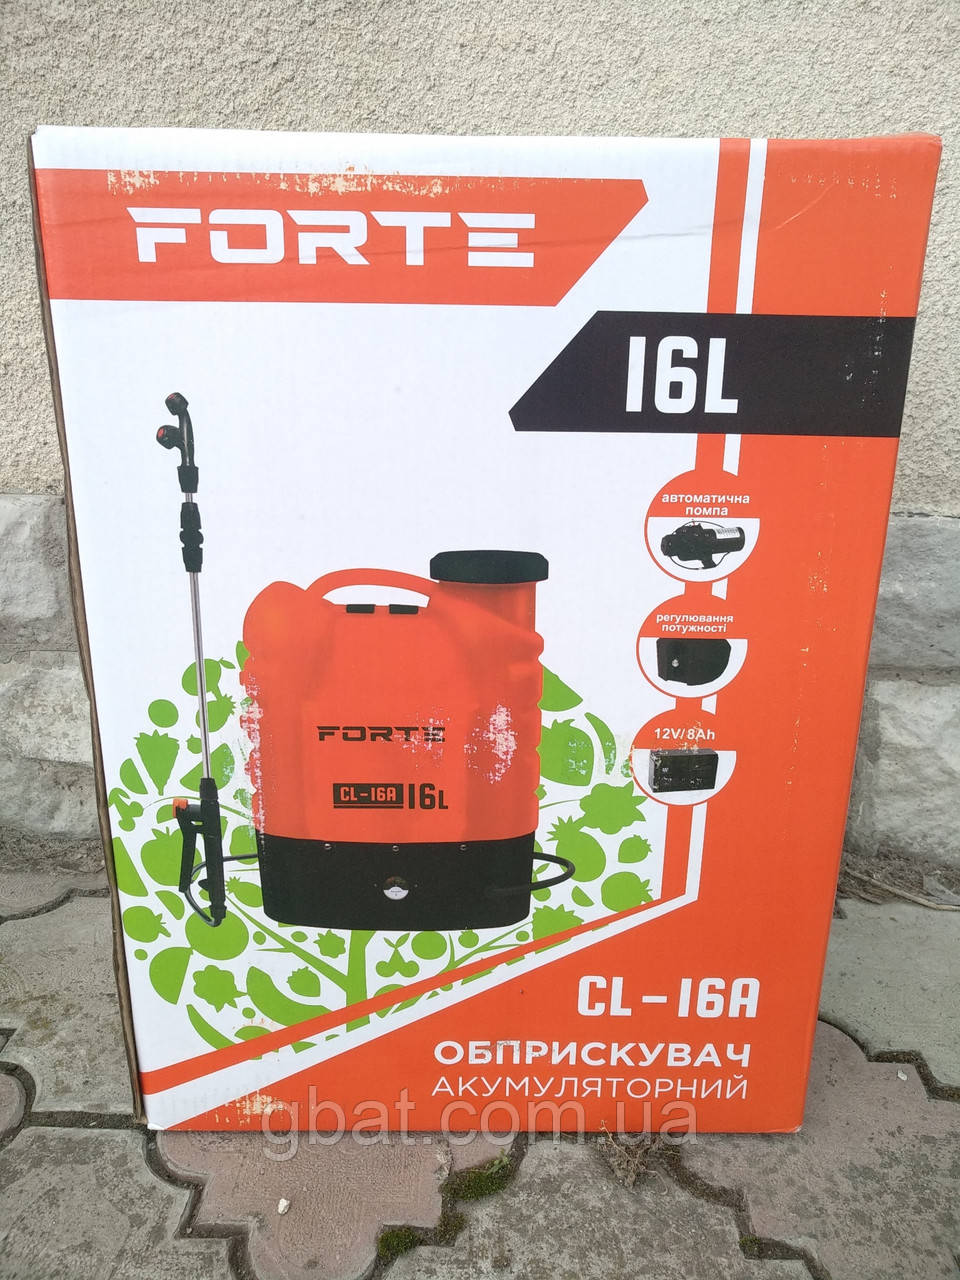 FORTE
16L
автоматична
помпа
регулювання
потужності
12V/8Ah
FORTE
CL-16A 16L
CL-16A
ОБПРИСКУВАЧ
АКУМУЛЯТОРНИЙ
gbat.com.ua